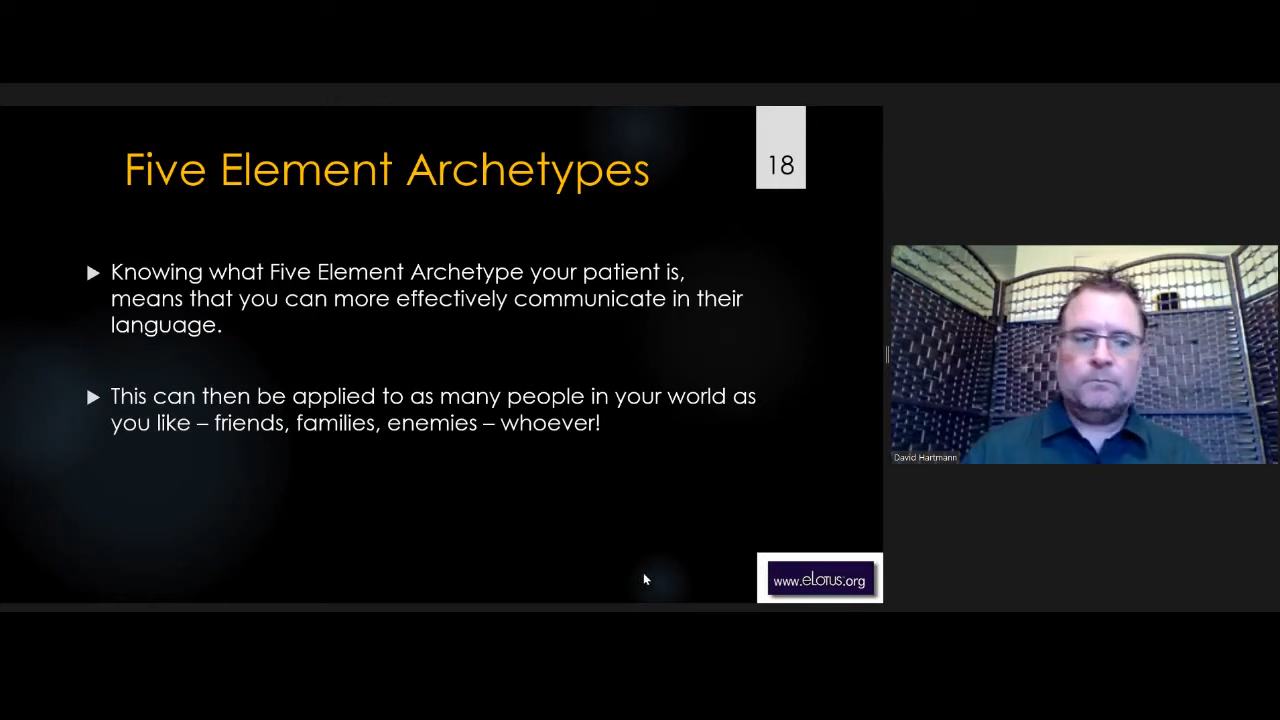 Five Element Archetypes
18
Knowing what Five Element Archetype your patient is,
means that you can more effectively communicate in their
language.
This can then be applied to as many people in your world as
you like – friends, families, enemies – whoever!
www.eLotus.org
David Hartmann